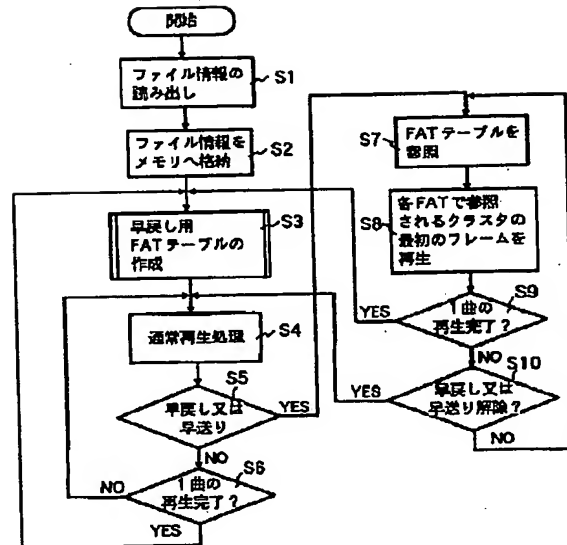 開始
ファイル情報の
読み出し
S1
ファイル情報を
メモリへ格納
S2
早戻し用
FATテーブルの
作成
S3
通常再生処理
S4
早戻し又は
早送り
S5
YES
NO
1曲の
再生完了?
S6
NO
YES
FATテーブルを
参照
S7
各FATで参照
されるクラスタの
最初のフレームを
再生
S8
1曲の
再生完了?
S9
YES
NO
早戻し又は
早送り解除?
S10
YES
NO